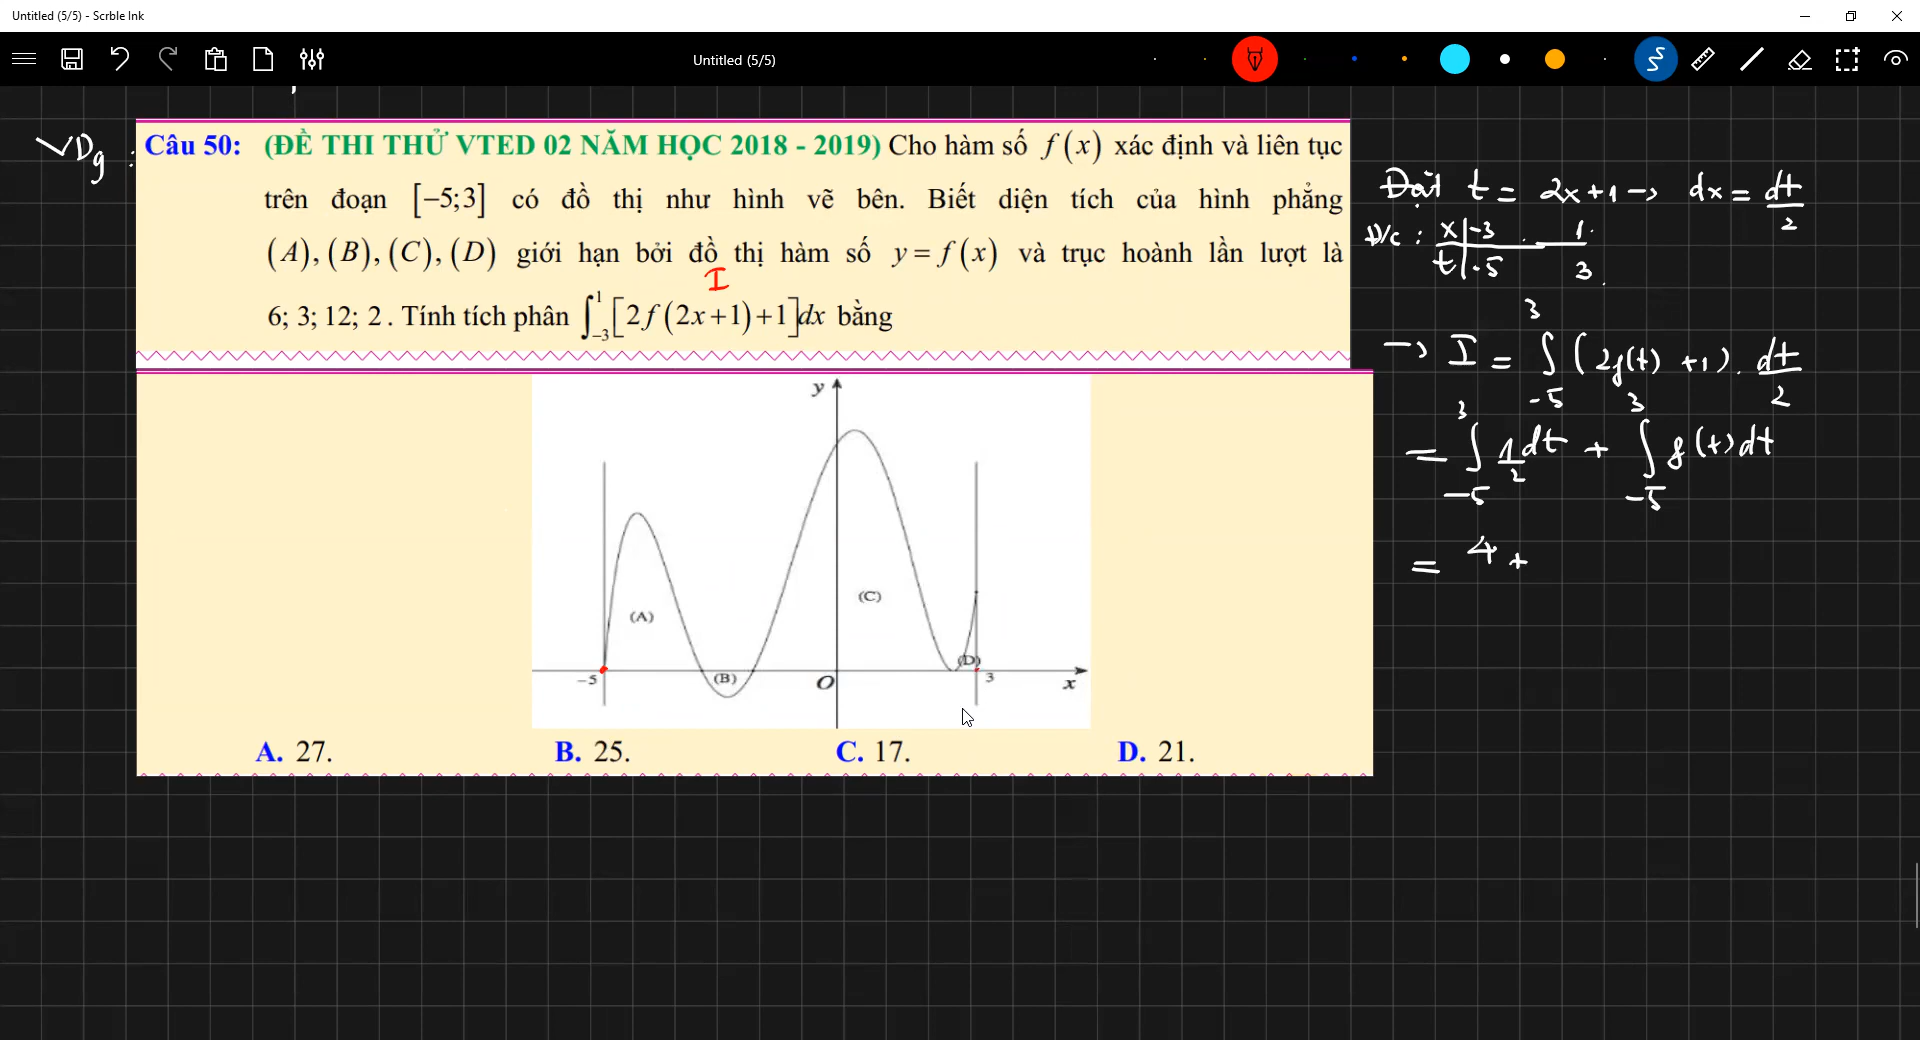 Untitled (5/5) - Scrble Ink
Untitled (5/5)
VDg :
Câu 50: (ĐỀ THI THỬ VTED 02 NĂM HỌC 2018 - 2019) Cho hàm số f(x) xác định và liên tục
trên đoạn [−5;3] có đồ thị như hình vẽ bên. Biết diện tích của hình phẳng
(A), (B), (C), (D) giới hạn bởi đồ thị hàm số y = f(x) và trục hoành lần lượt là
I
6; 3; 12; 2. Tính tích phân ∫_{−3}^{1} [2f(2x+1)+1]dx bằng
y
(A)
(C)
(D)
(B)
−5
O
3
x
A. 27. B. 25. C. 17. D. 21.
Đặt t = 2x+1 → dx = dt/2
Đ/c : x | -3 1
t | -5 3
→ I = ∫_{-5}^{3} (2f(t) +1). dt/2
= ∫_{-5}^{3} 1/2 dt + ∫_{-5}^{3} f(t)dt
= 4 +